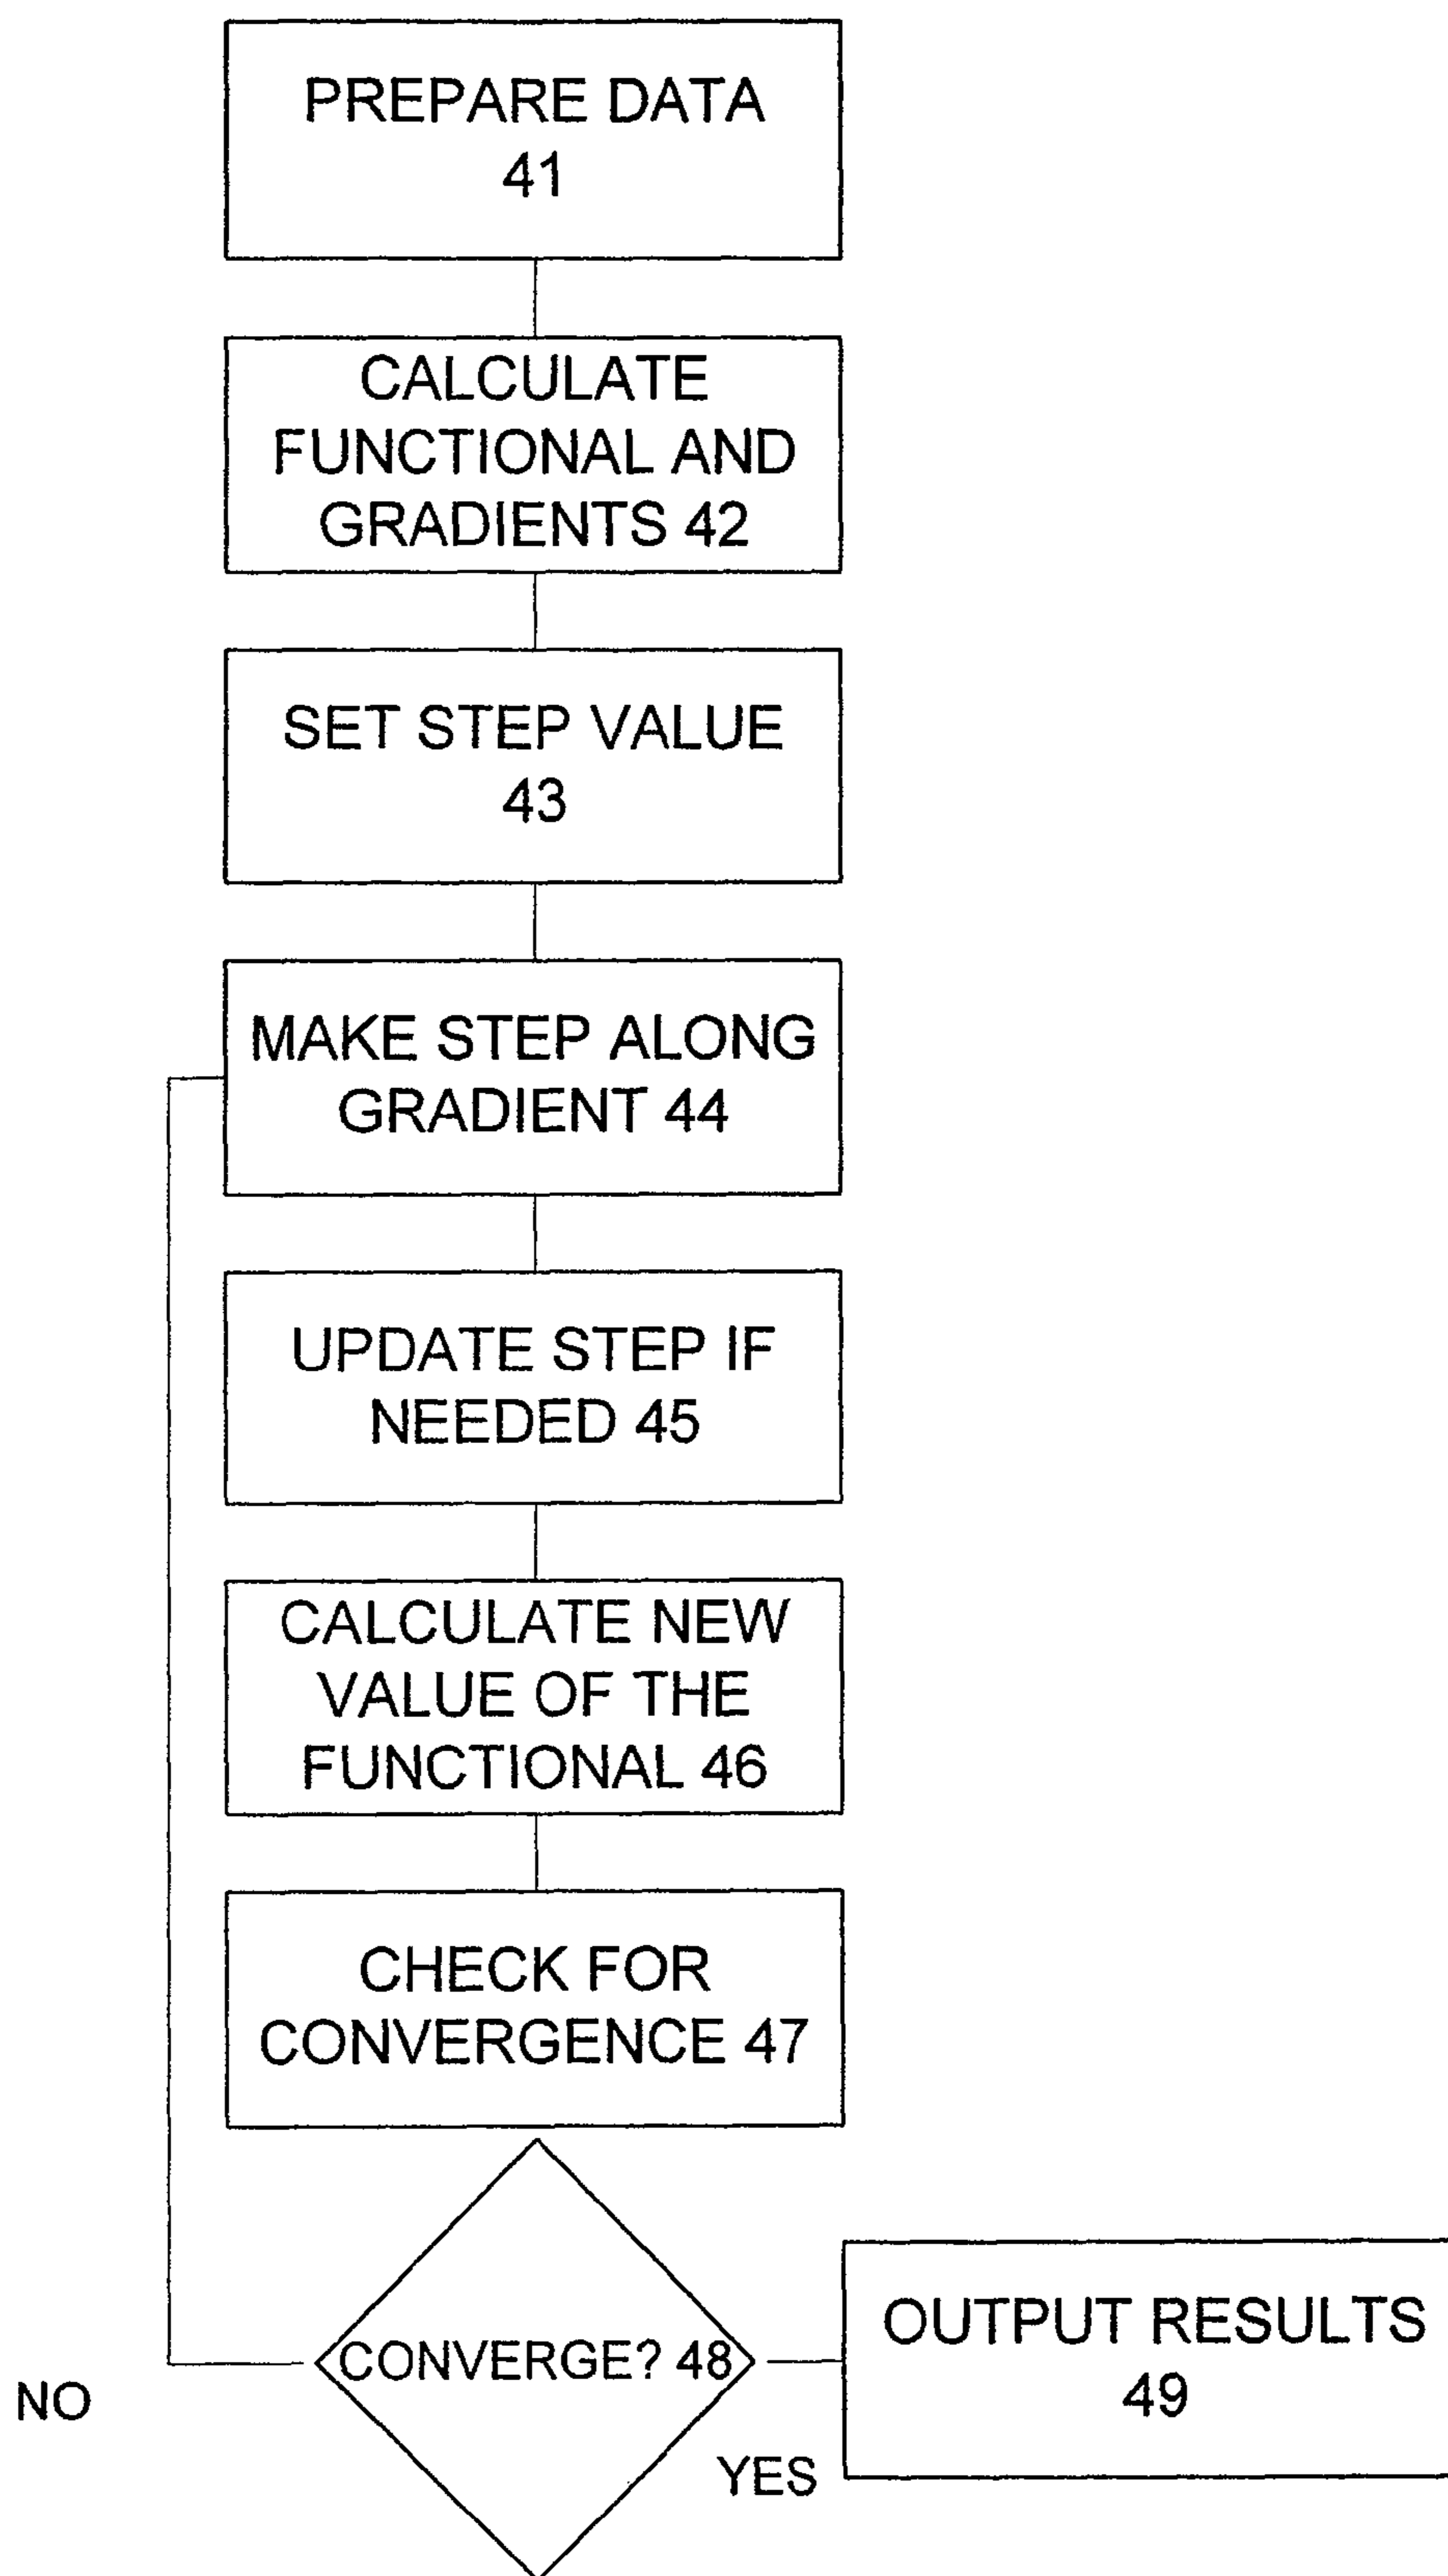 PREPARE DATA
41
CALCULATE
FUNCTIONAL AND
GRADIENTS 42
SET STEP VALUE
43
MAKE STEP ALONG
GRADIENT 44
UPDATE STEP IF
NEEDED 45
CALCULATE NEW
VALUE OF THE
FUNCTIONAL 46
CHECK FOR
CONVERGENCE 47
CONVERGE? 48
OUTPUT RESULTS
49
NO
YES